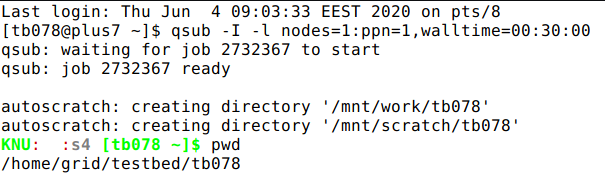 Last login: Thu Jun  4 09:03:33 EEST 2020 on pts/8
[tb078@plus7 ~]$ qsub -I -l nodes=1:ppn=1,walltime=00:30:00
qsub: waiting for job 2732367 to start
qsub: job 2732367 ready

autoscratch: creating directory '/mnt/work/tb078'
autoscratch: creating directory '/mnt/scratch/tb078'
KNU:  :s4 [tb078 ~]$ pwd
/home/grid/testbed/tb078